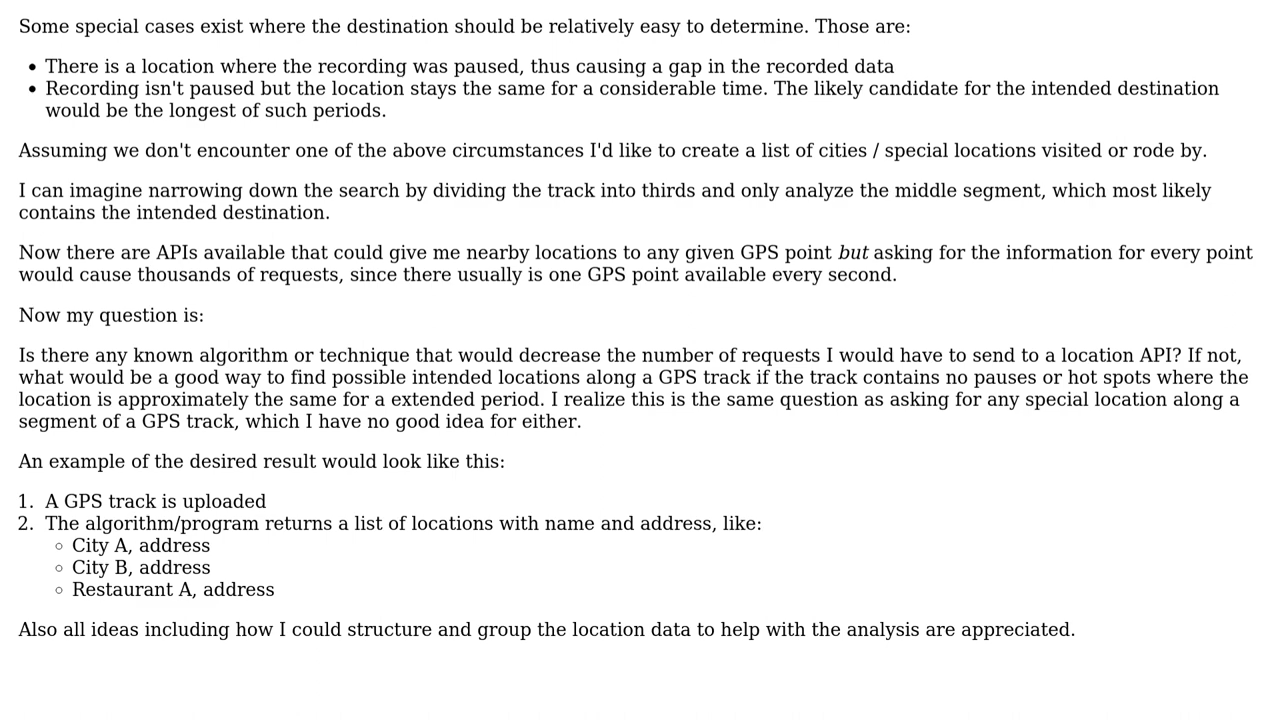 Some special cases exist where the destination should be relatively easy to determine. Those are:
• There is a location where the recording was paused, thus causing a gap in the recorded data
• Recording isn't paused but the location stays the same for a considerable time. The likely candidate for the intended destination
would be the longest of such periods.
Assuming we don't encounter one of the above circumstances I'd like to create a list of cities / special locations visited or rode by.
I can imagine narrowing down the search by dividing the track into thirds and only analyze the middle segment, which most likely
contains the intended destination.
Now there are APIs available that could give me nearby locations to any given GPS point but asking for the information for every point
would cause thousands of requests, since there usually is one GPS point available every second.
Now my question is:
Is there any known algorithm or technique that would decrease the number of requests I would have to send to a location API? If not,
what would be a good way to find possible intended locations along a GPS track if the track contains no pauses or hot spots where the
location is approximately the same for a extended period. I realize this is the same question as asking for any special location along a
segment of a GPS track, which I have no good idea for either.
An example of the desired result would look like this:
1. A GPS track is uploaded
2. The algorithm/program returns a list of locations with name and address, like:
◦ City A, address
◦ City B, address
◦ Restaurant A, address
Also all ideas including how I could structure and group the location data to help with the analysis are appreciated.